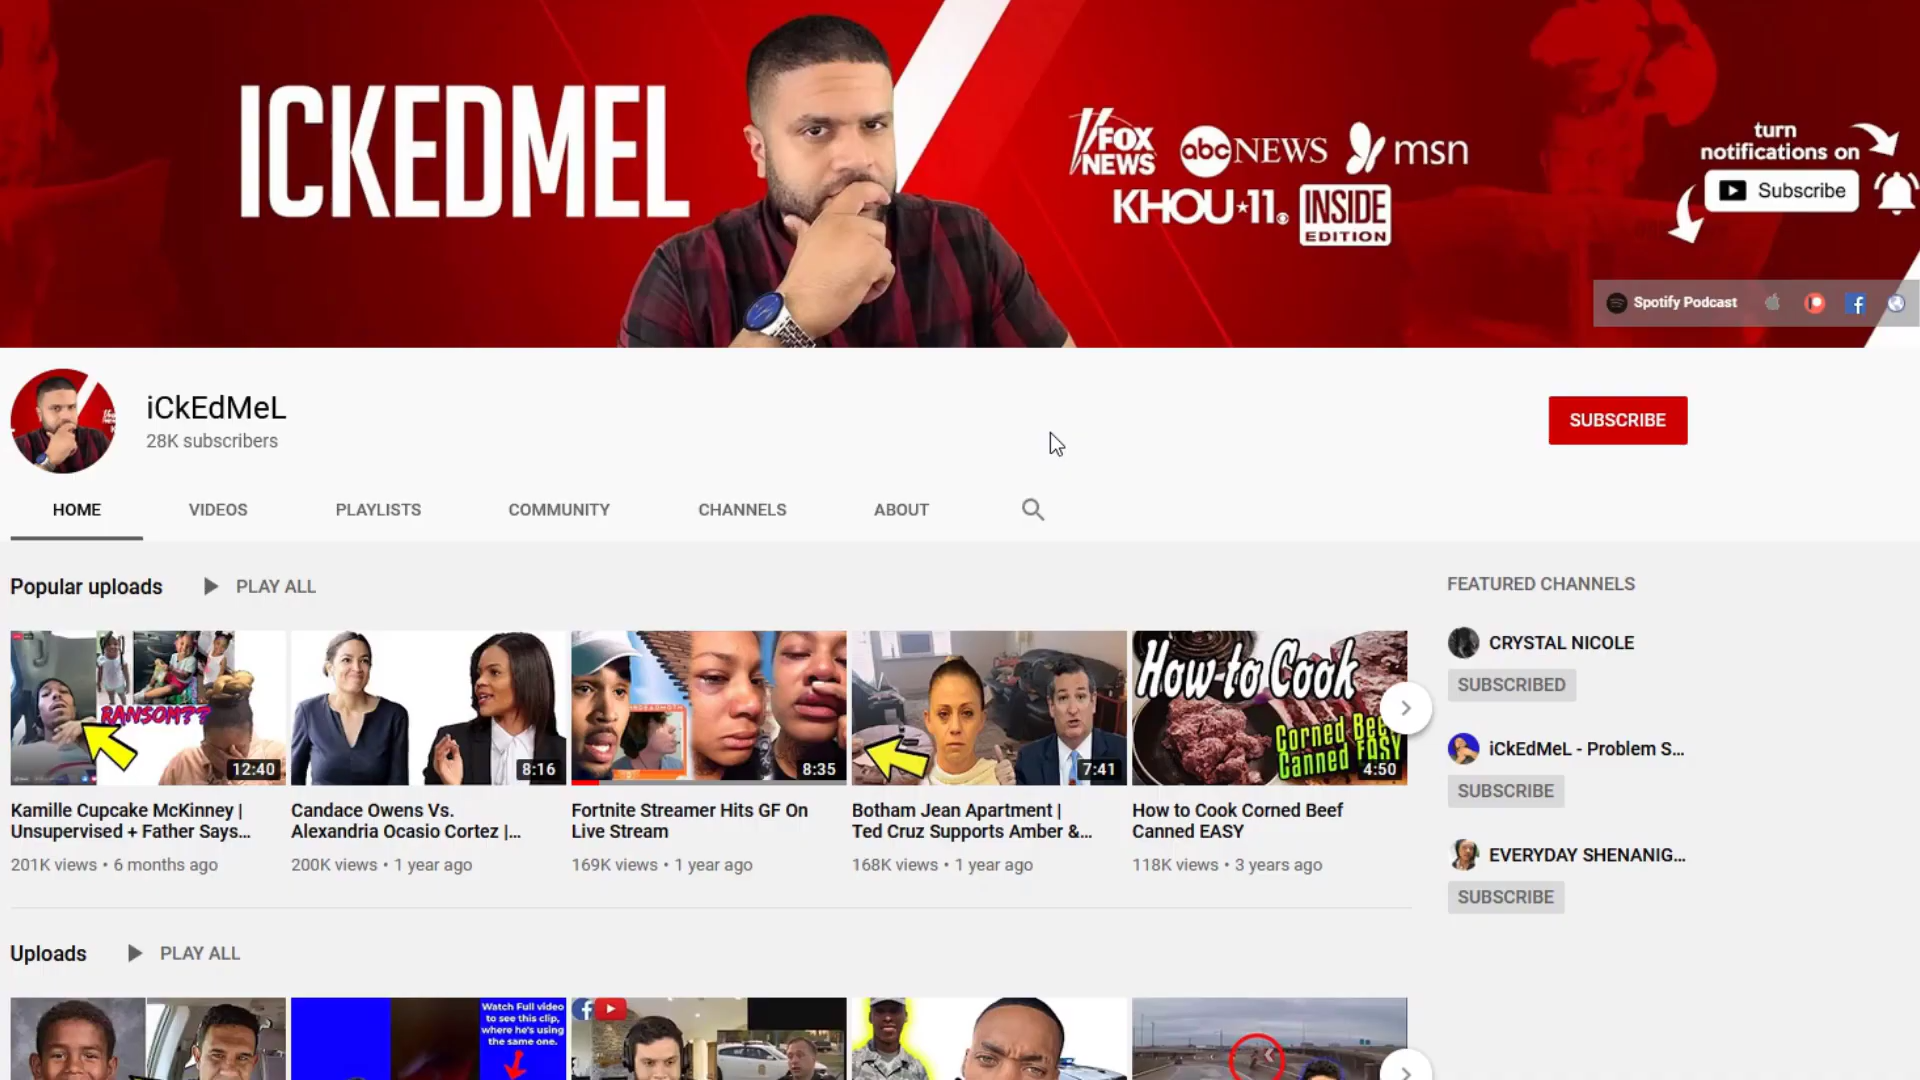 ICKEDMEL
FOX
NEWS
abc NEWS
msn
KHOU★11
INSIDE
EDITION
turn
notifications on
Subscribe
Spotify Podcast
iCkEdMeL
28K subscribers
SUBSCRIBE
HOME
VIDEOS
PLAYLISTS
COMMUNITY
CHANNELS
ABOUT
Popular uploads
PLAY ALL
RANSOM??
12:40
8:16
8:35
7:41
How to Cook
Corned Beef
Canned EASY
4:50
Kamille Cupcake McKinney |
Unsupervised + Father Says...
201K views • 6 months ago
Candace Owens Vs.
Alexandria Ocasio Cortez |...
200K views • 1 year ago
Fortnite Streamer Hits GF On
Live Stream
169K views • 1 year ago
Botham Jean Apartment |
Ted Cruz Supports Amber &...
168K views • 1 year ago
How to Cook Corned Beef
Canned EASY
118K views • 3 years ago
FEATURED CHANNELS
CRYSTAL NICOLE
SUBSCRIBED
iCkEdMeL - Problem S...
SUBSCRIBE
EVERYDAY SHENANIG...
SUBSCRIBE
Uploads
PLAY ALL
Watch Full video
to see this clip,
where he's using
the same one.